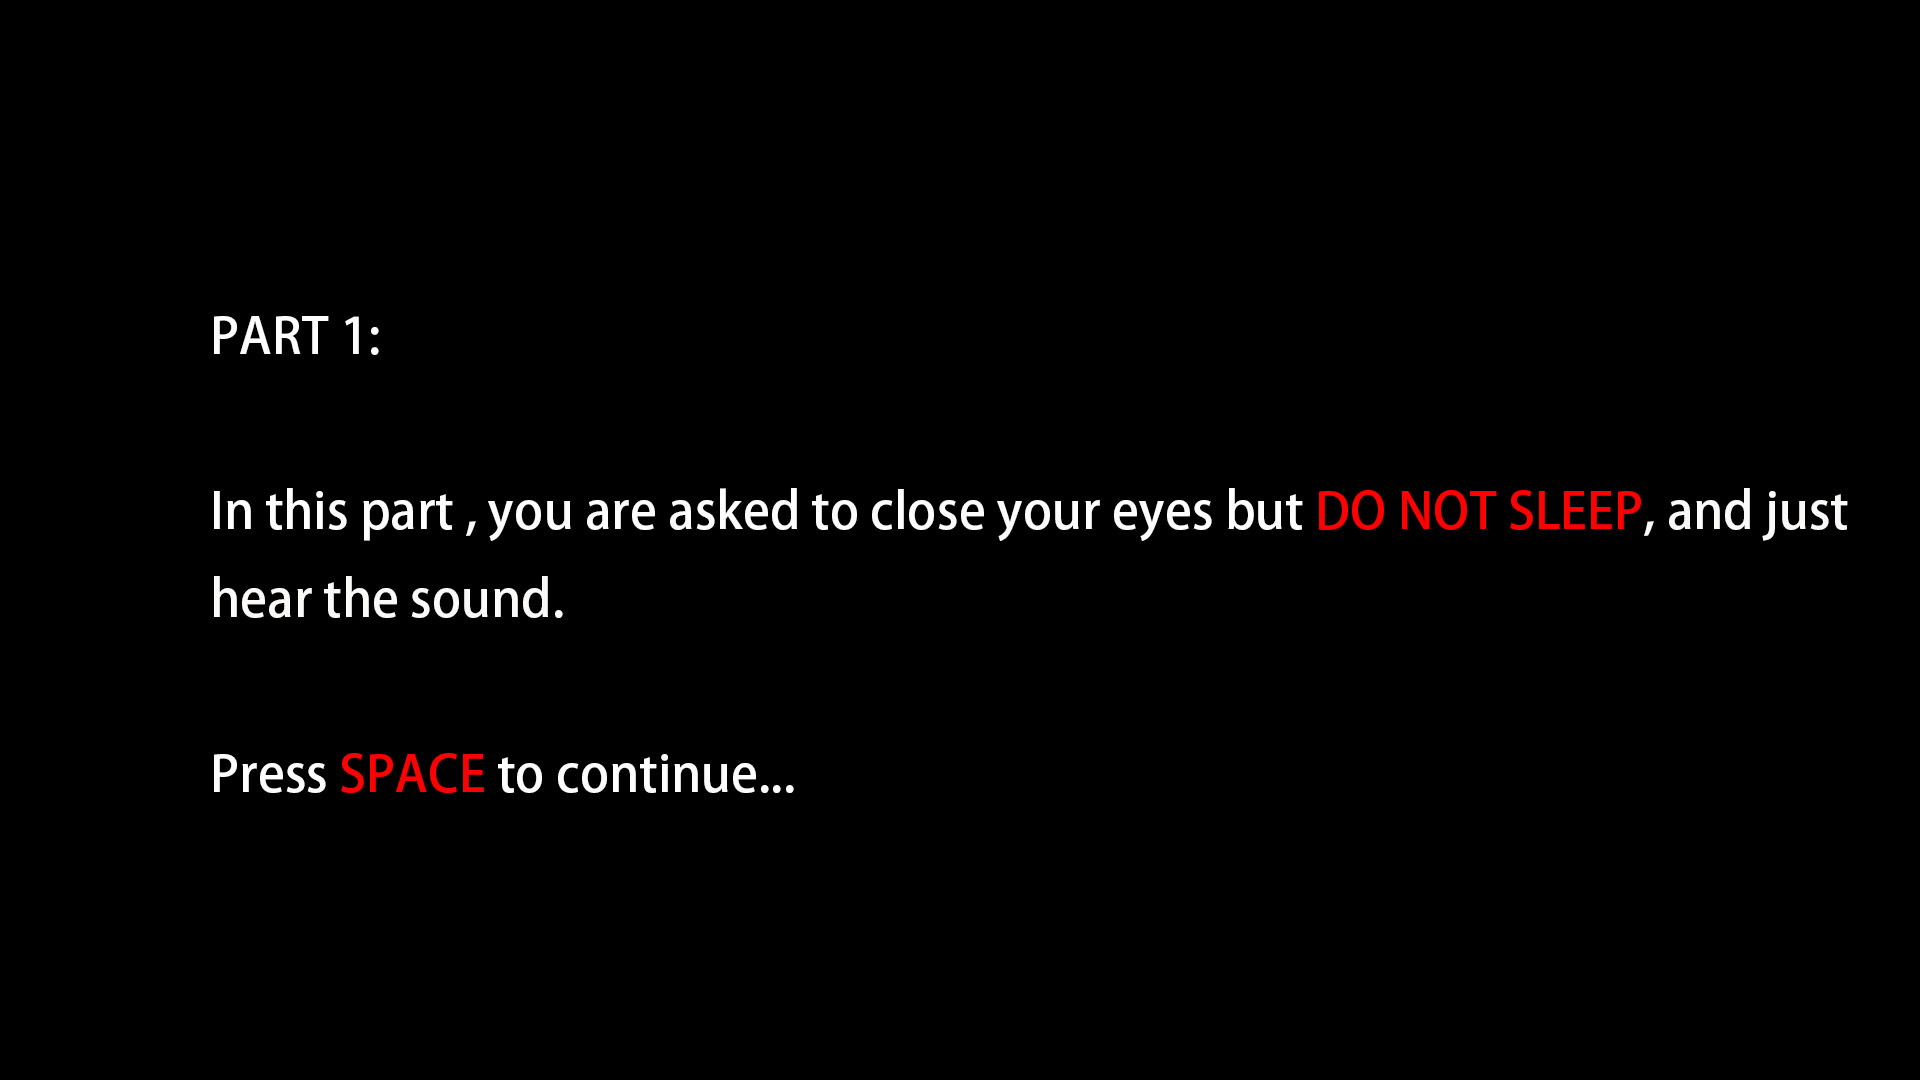 PART 1:
In this part , you are asked to close your eyes but DO NOT SLEEP, and just
hear the sound.
Press SPACE to continue...